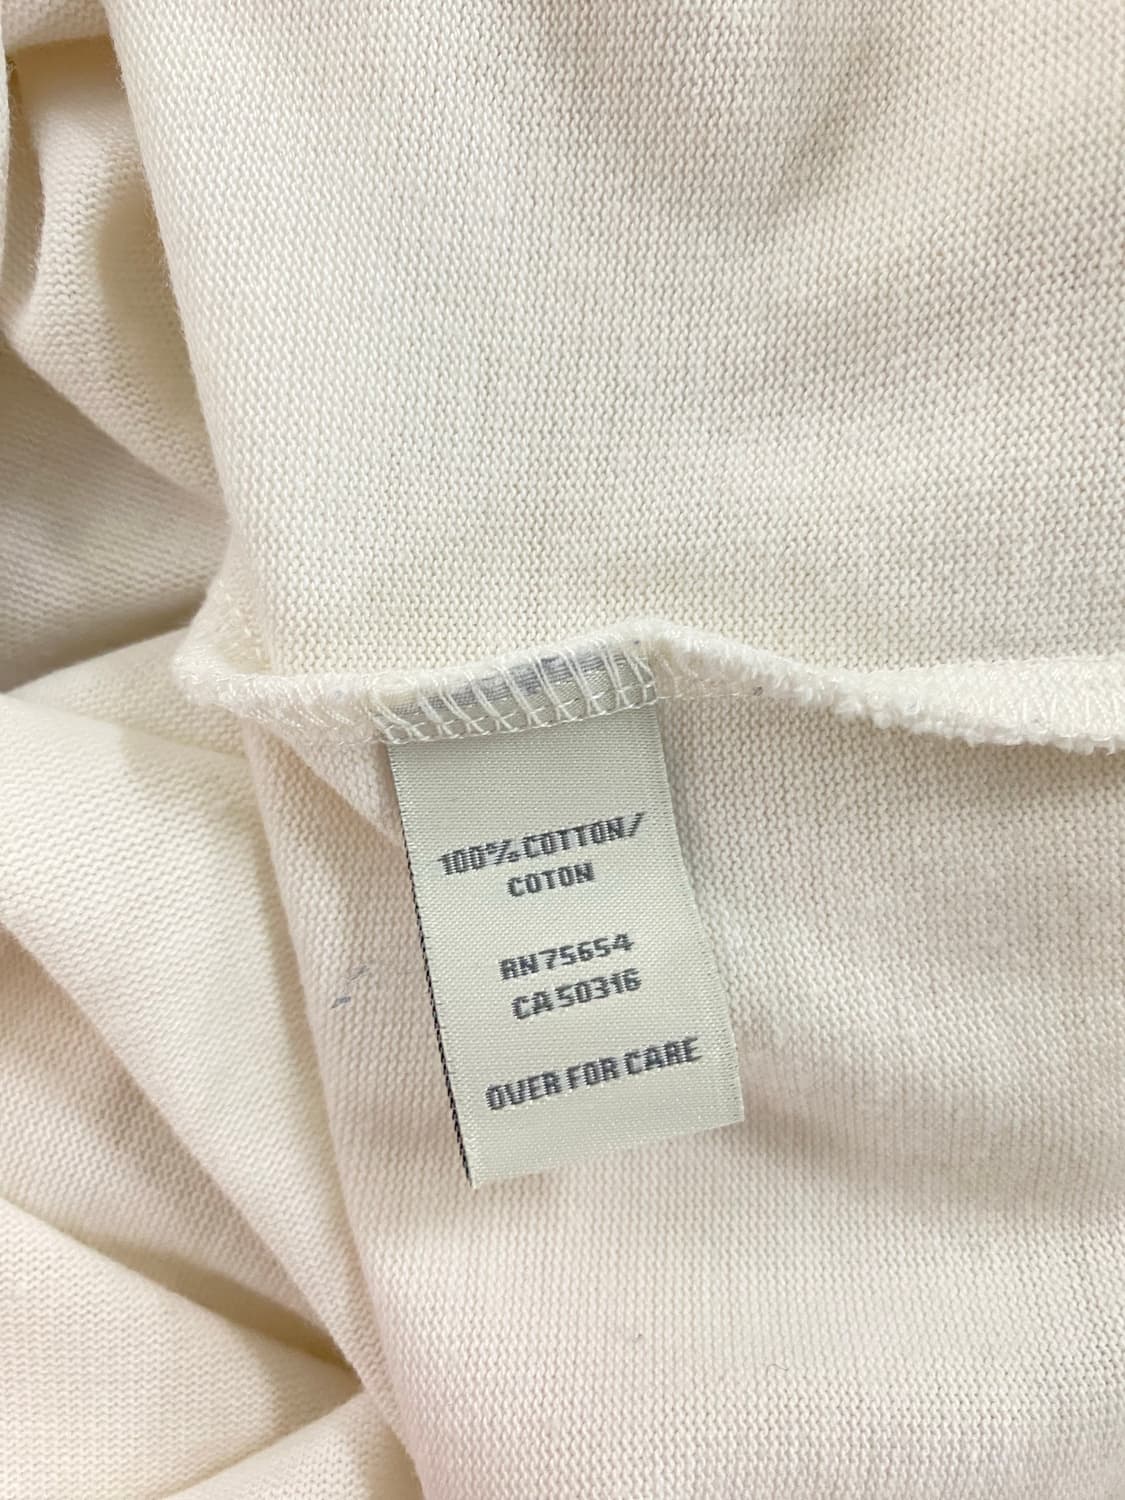 100% COTTON/
COTON
RN 75654
CA 50316
OVER FOR CARE